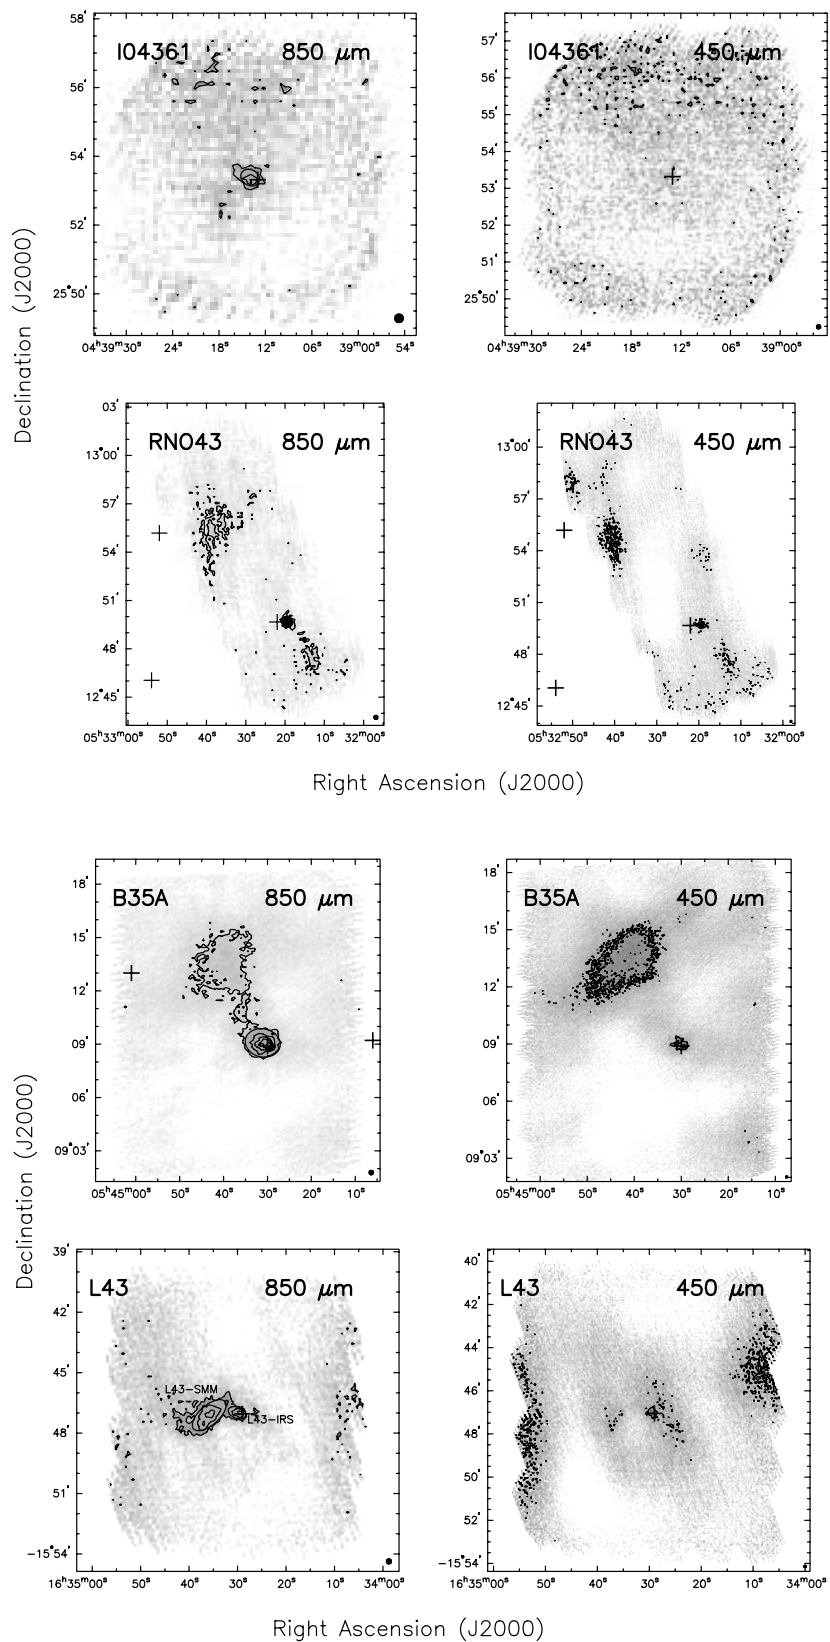 I04361 850 μm
58'
56'
54'
52'
25°50'
04ʰ39ᵐ30ˢ 24ˢ 18ˢ 12ˢ 06ˢ 39ᵐ00ˢ 54ˢ
I04361 450 μm
57'
56'
55'
54'
53'
52'
51'
25°50'
04ʰ39ᵐ30ˢ 24ˢ 18ˢ 12ˢ 06ˢ 39ᵐ00ˢ
Declination (J2000)
RNO43 850 μm
03'
13°00'
57'
54'
51'
48'
12°45'
05ʰ33ᵐ00ˢ 50ˢ 40ˢ 30ˢ 20ˢ 10ˢ 32ᵐ00ˢ
RNO43 450 μm
13°00'
57'
54'
51'
48'
12°45'
05ʰ32ᵐ50ˢ 40ˢ 30ˢ 20ˢ 10ˢ 32ᵐ00ˢ
Right Ascension (J2000)
B35A 850 μm
18'
15'
12'
09'
06'
09°03'
05ʰ45ᵐ00ˢ 50ˢ 40ˢ 30ˢ 20ˢ 10ˢ
B35A 450 μm
18'
15'
12'
09'
06'
09°03'
05ʰ45ᵐ00ˢ 50ˢ 40ˢ 30ˢ 20ˢ 10ˢ
Declination (J2000)
L43 850 μm
39'
42'
45'
L43-SMM
L43-IRS
48'
51'
-15°54'
16ʰ35ᵐ00ˢ 50ˢ 40ˢ 30ˢ 20ˢ 10ˢ 34ᵐ00ˢ
L43 450 μm
40'
42'
44'
46'
48'
50'
52'
-15°54'
16ʰ35ᵐ00ˢ 50ˢ 40ˢ 30ˢ 20ˢ 10ˢ 34ᵐ00ˢ
Right Ascension (J2000)